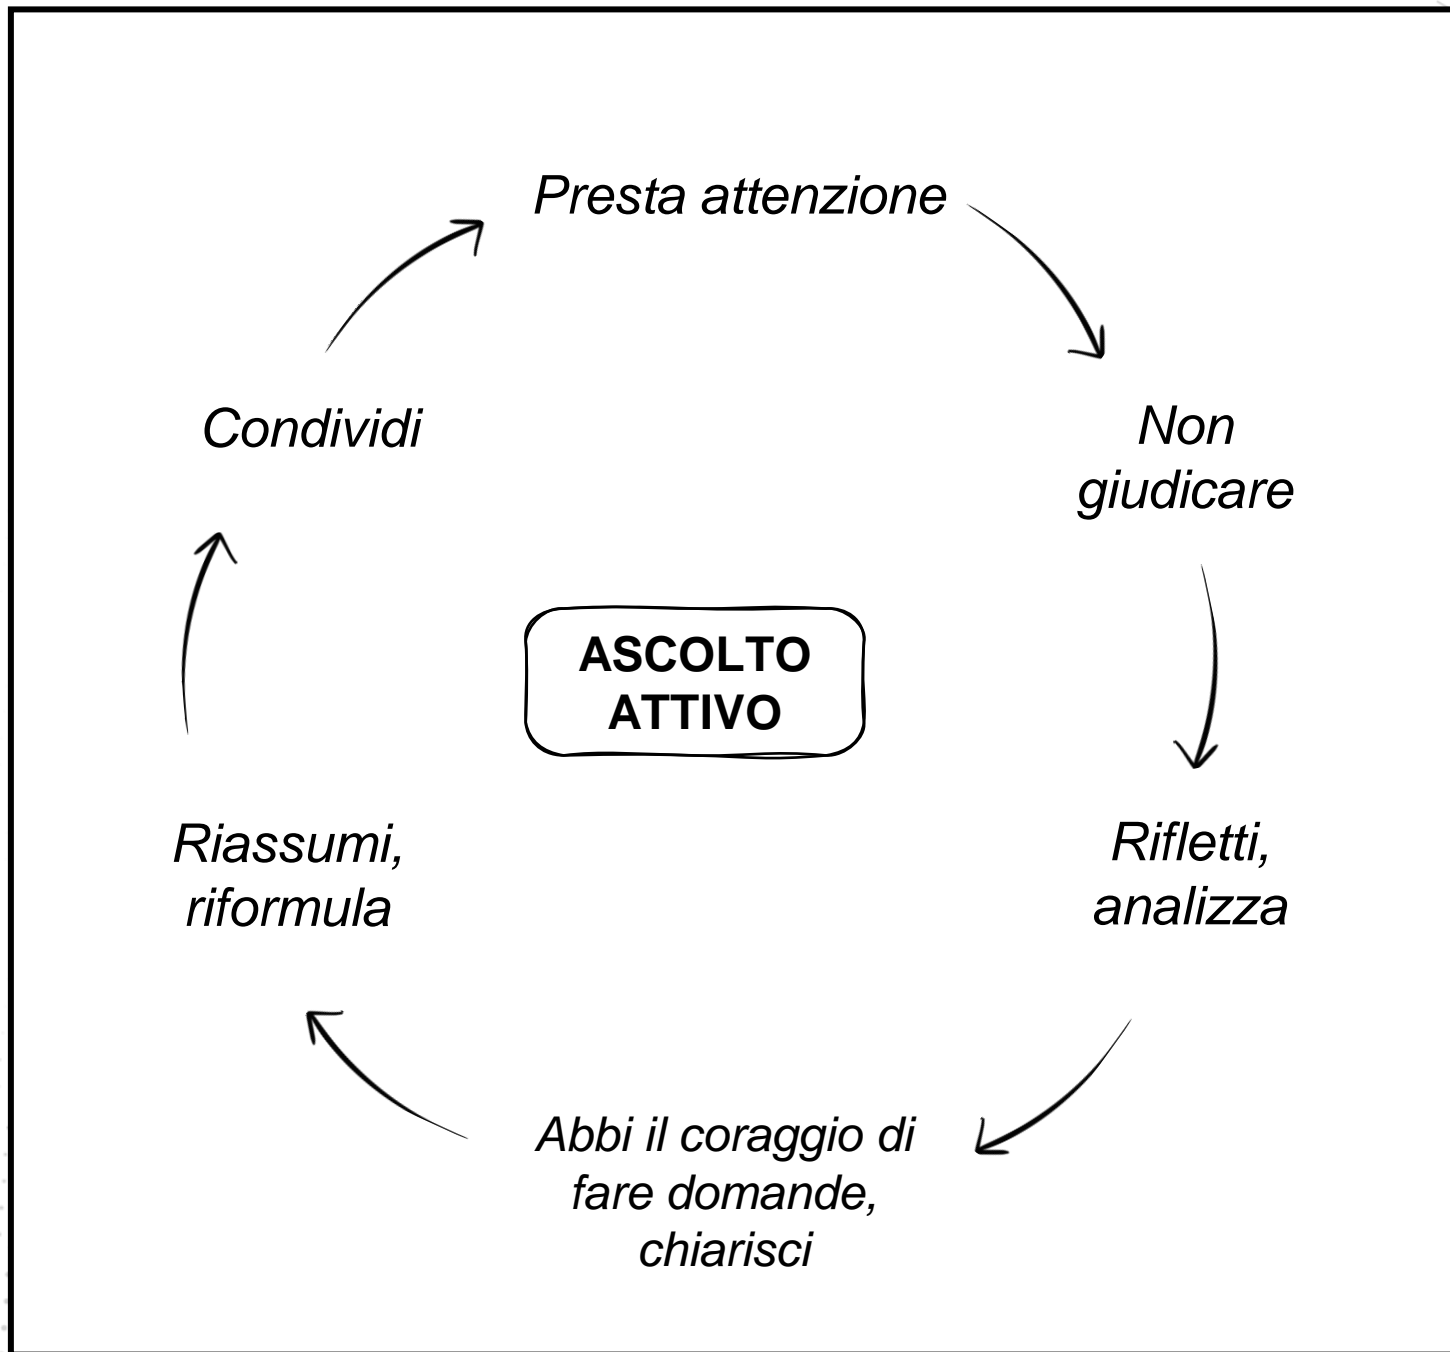 Presta attenzione
Non
giudicare
Rifletti,
analizza
Abbi il coraggio di
fare domande,
chiarisci
Riassumi,
riformula
Condividi
ASCOLTO
ATTIVO